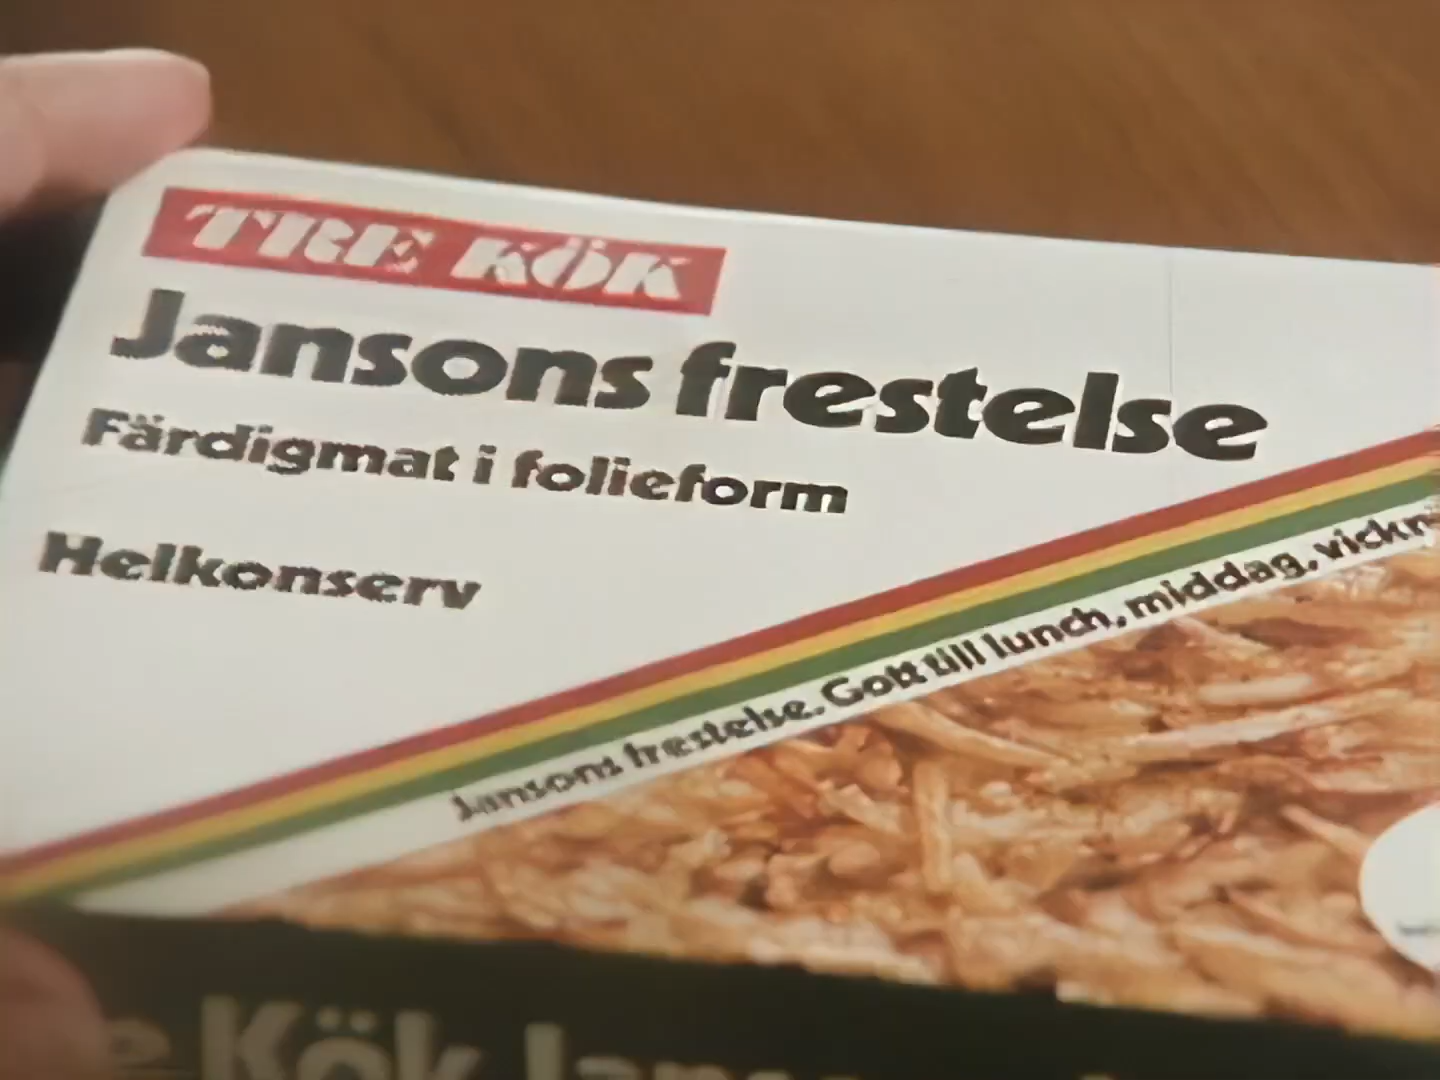 TRE KÖK
Jansons frestelse
Färdigmat i folieform
Helkonserv
Jansons frestelse. Gott till lunch, middag,
Kök